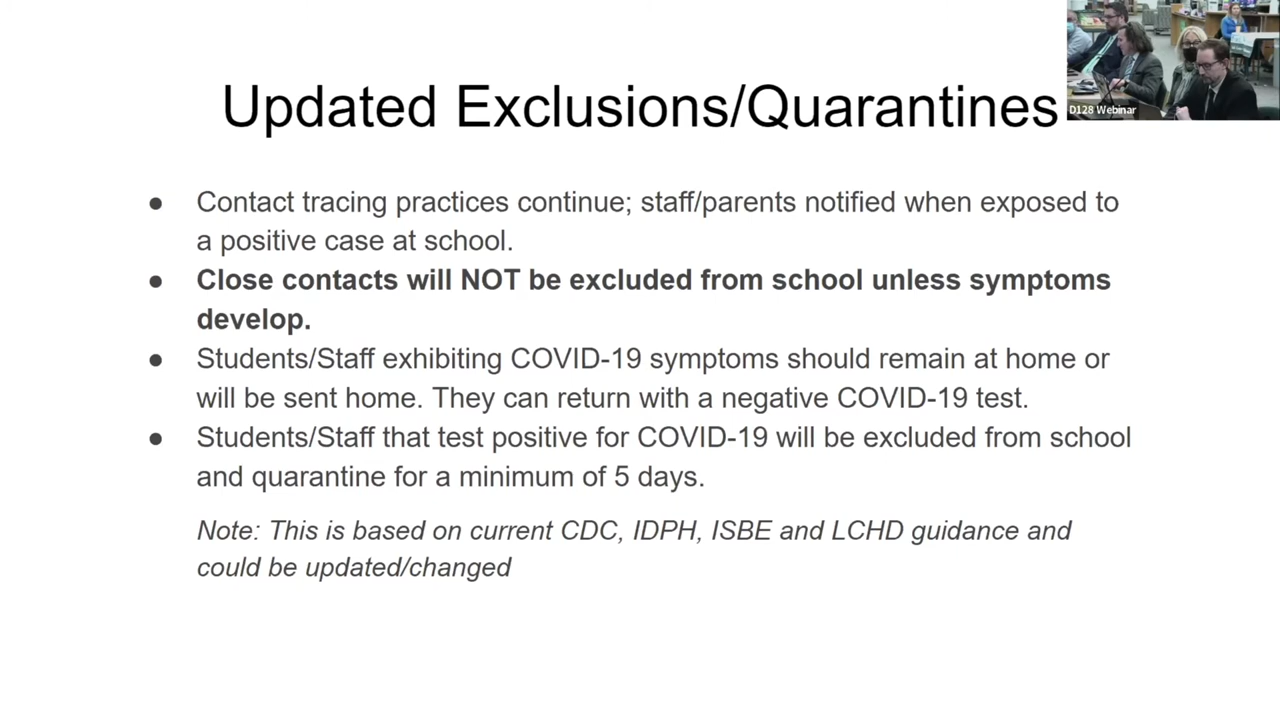 Updated Exclusions/Quarantines
D128 Webinar
● Contact tracing practices continue; staff/parents notified when exposed to
a positive case at school.
● Close contacts will NOT be excluded from school unless symptoms
develop.
● Students/Staff exhibiting COVID-19 symptoms should remain at home or
will be sent home. They can return with a negative COVID-19 test.
● Students/Staff that test positive for COVID-19 will be excluded from school
and quarantine for a minimum of 5 days.
Note: This is based on current CDC, IDPH, ISBE and LCHD guidance and
could be updated/changed